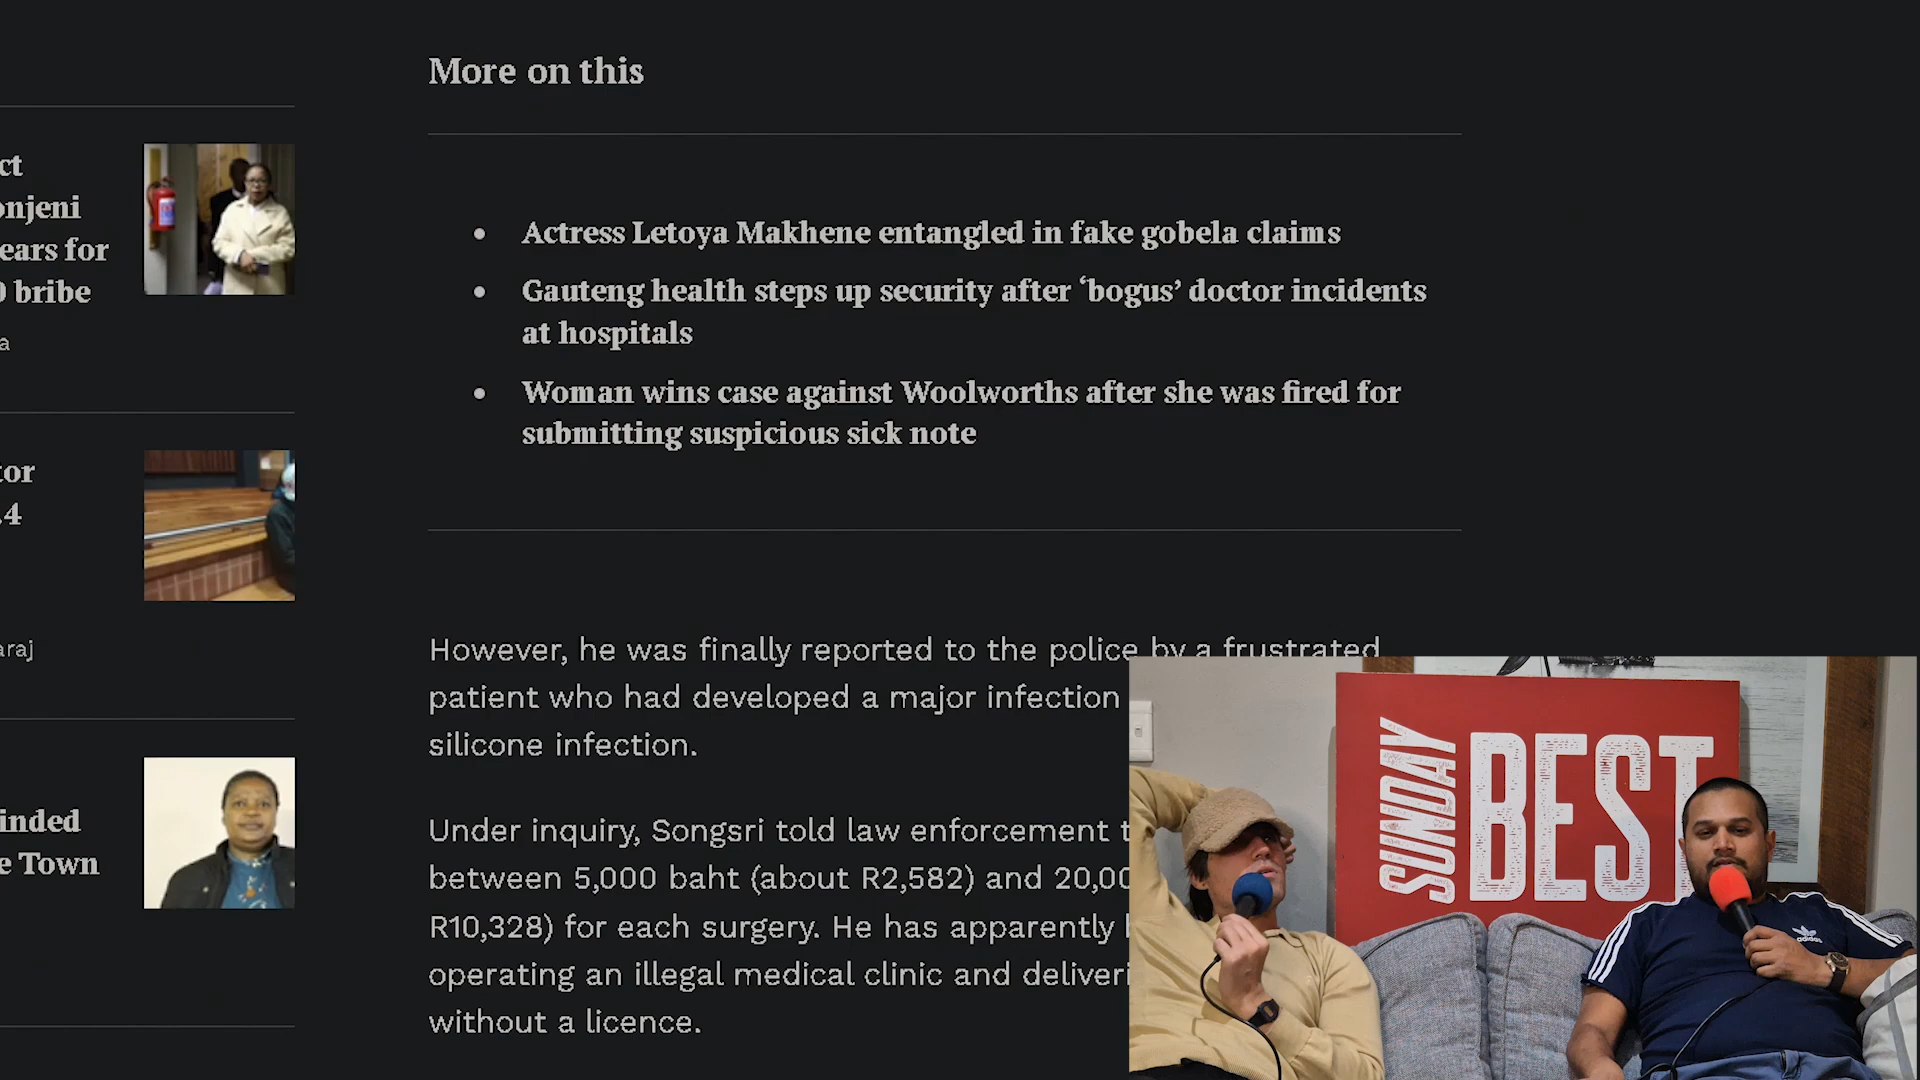 More on this
ct
onjeni
ears for
bribe
a
tor
.4
araj
inded
e Town
Actress Letoya Makhene entangled in fake gobela claims
Gauteng health steps up security after ‘bogus’ doctor incidents
at hospitals
Woman wins case against Woolworths after she was fired for
submitting suspicious sick note
However, he was finally reported to the police by a frustrated
patient who had developed a major infection
silicone infection.
Under inquiry, Songsri told law enforcement t
between 5,000 baht (about R2,582) and 20,00
R10,328) for each surgery. He has apparently
operating an illegal medical clinic and deliveri
without a licence.
SUNDAY
BEST
adidas